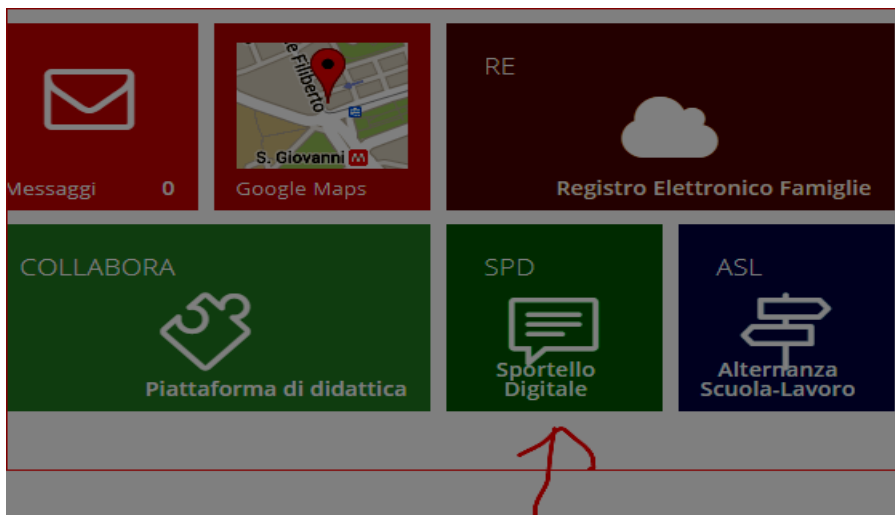 e Filiberto
S. Giovanni
Messaggi 0
Google Maps
RE
Registro Elettronico Famiglie
COLLABORA
Piattaforma di didattica
SPD
Sportello
Digitale
ASL
Alternanza
Scuola-Lavoro